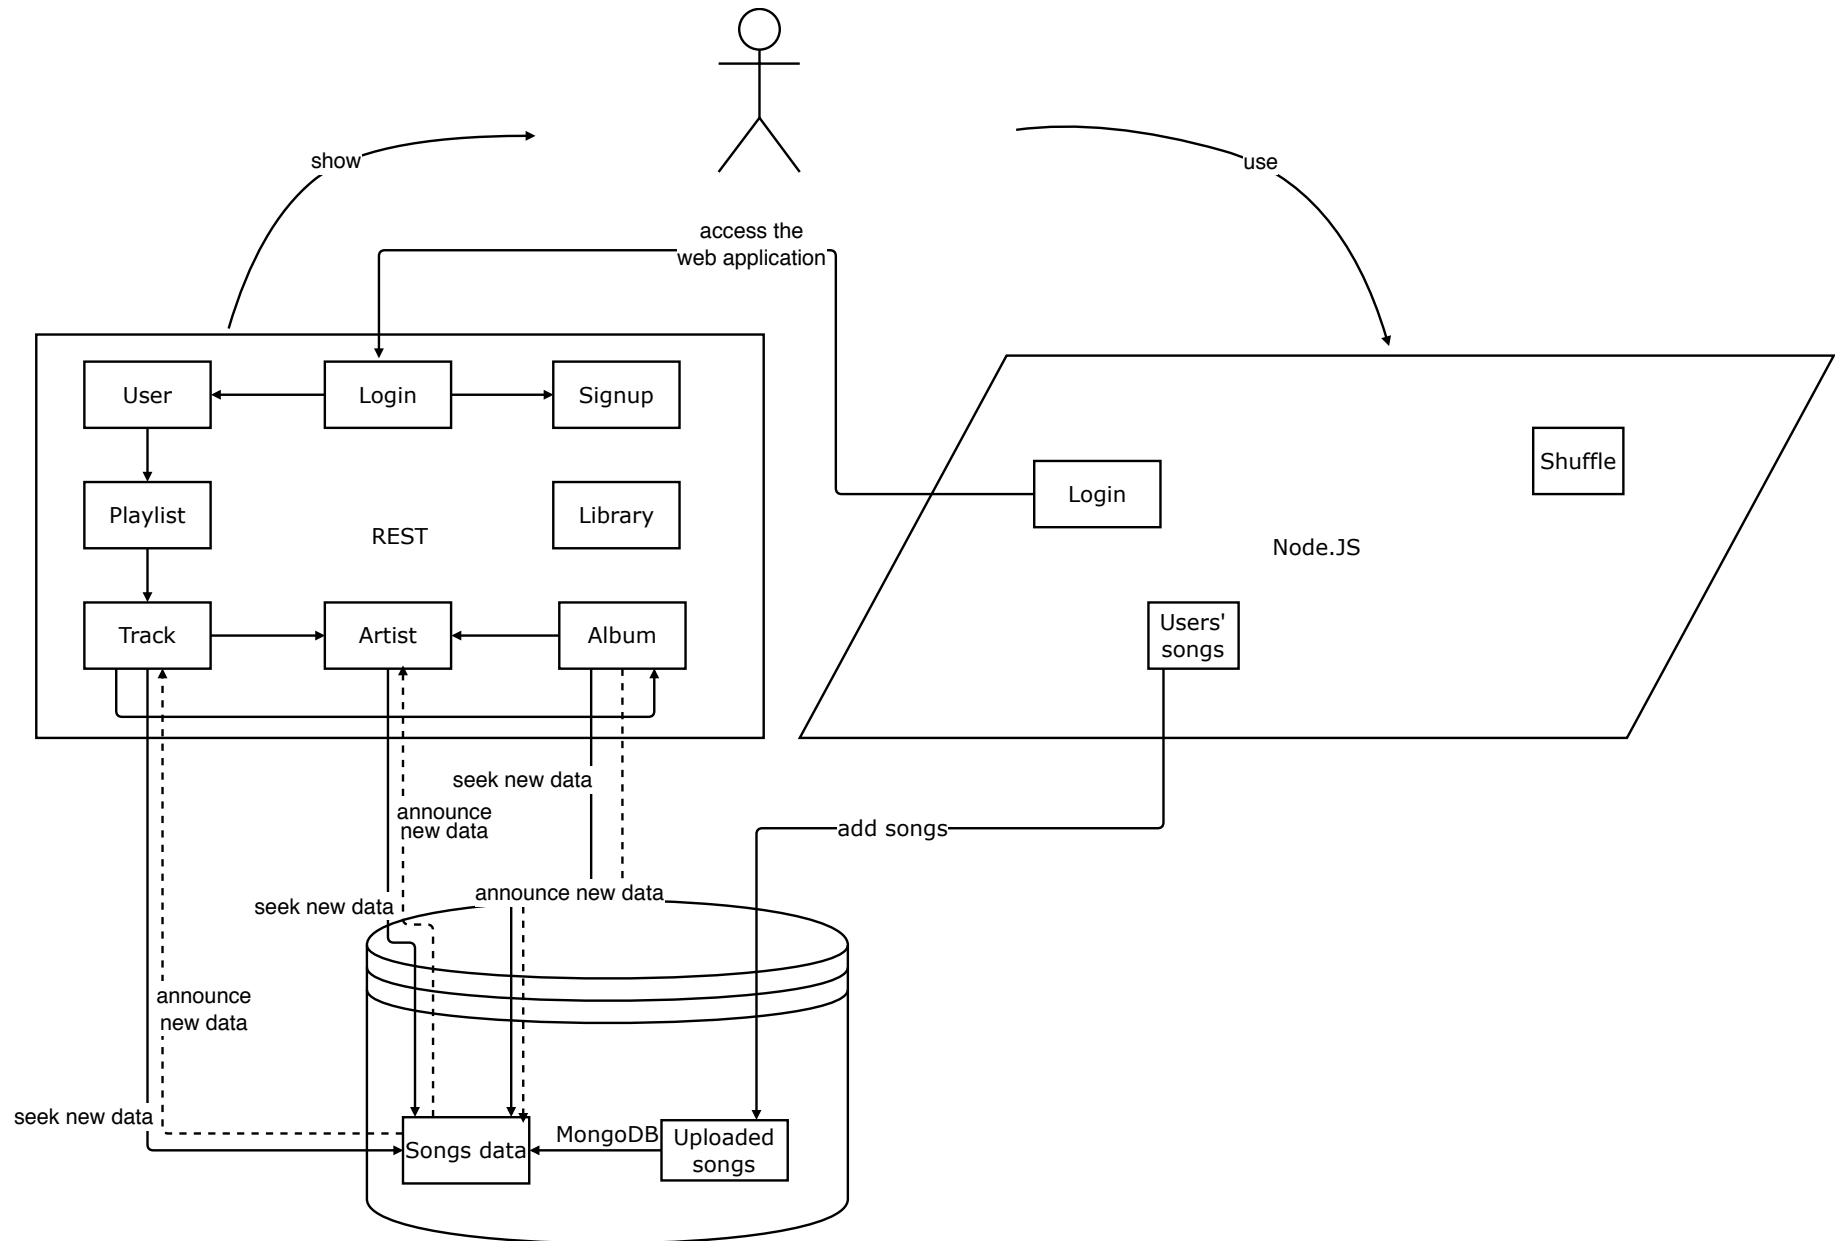 show
use
access the
web application
User
Login
Signup
Shuffle
Login
Playlist
Library
REST
Node.JS
Track
Artist
Album
Users'
songs
seek new data
announce
new data
add songs
announce new data
seek new data
announce
new data
seek new data
MongoDB
Uploaded
songs
Songs data